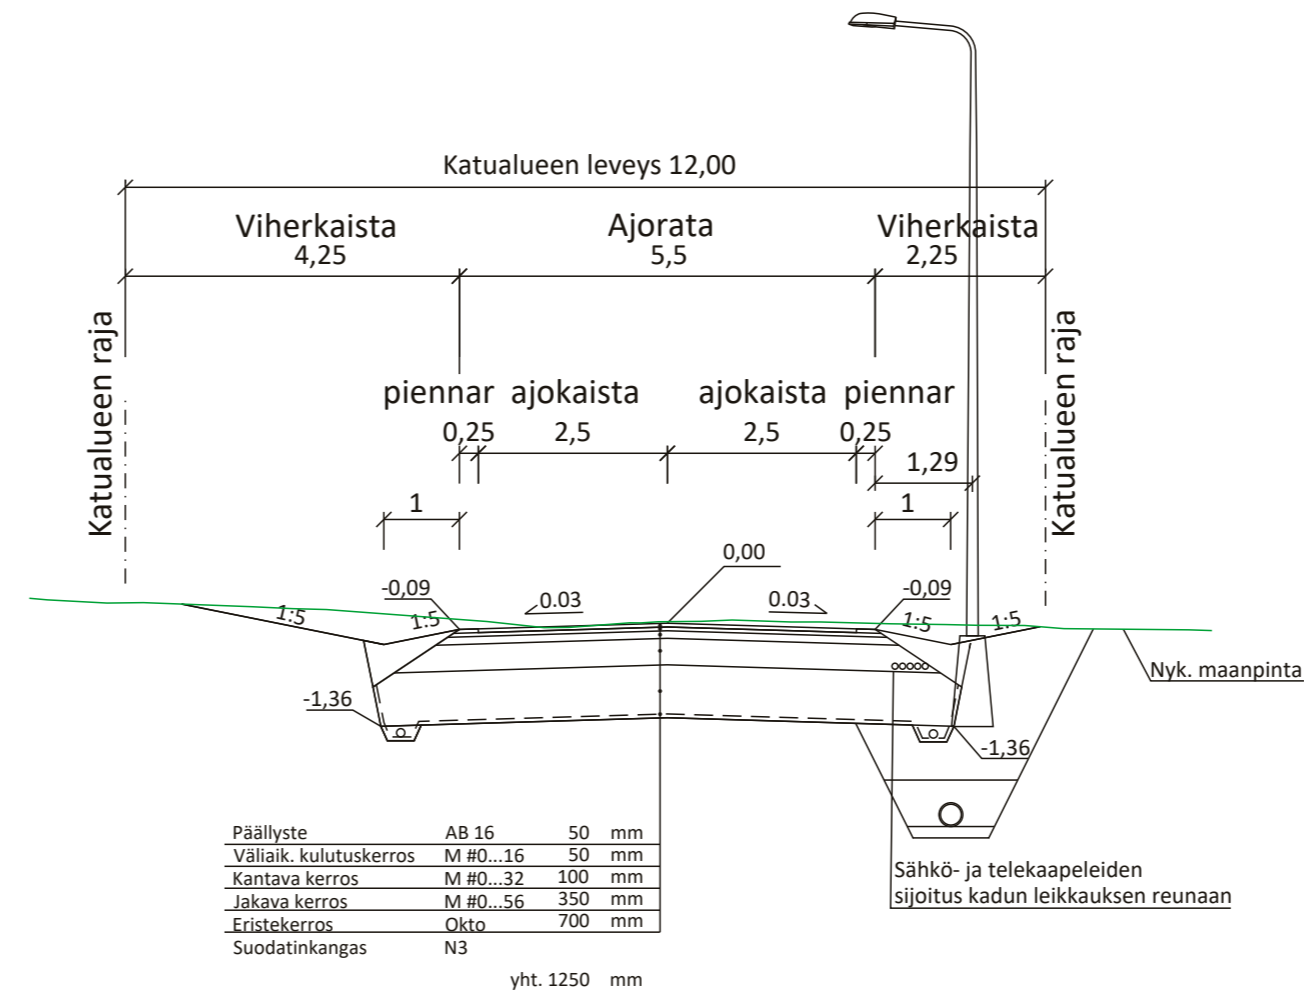 Katualueen leveys 12,00
Viherkaista Ajorata Viherkaista
4,25 5,5 2,25
Katualueen raja
Katualueen raja
piennar ajokaista ajokaista piennar
0,25 2,5 2,5 0,25
1,29
1 1
0,00
-0,09 0.03 0.03 -0,09
1:5 1:5 1:5 1:5
Nyk. maanpinta
-1,36
-1,36
Päällyste AB 16 50 mm
Väliaik. kulutuskerros M #0...16 50 mm
Kantava kerros M #0...32 100 mm
Jakava kerros M #0...56 350 mm
Eristekerros Okto 700 mm
Suodatinkangas N3
yht. 1250 mm
Sähkö- ja telekaapeleiden
sijoitus kadun leikkauksen reunaan